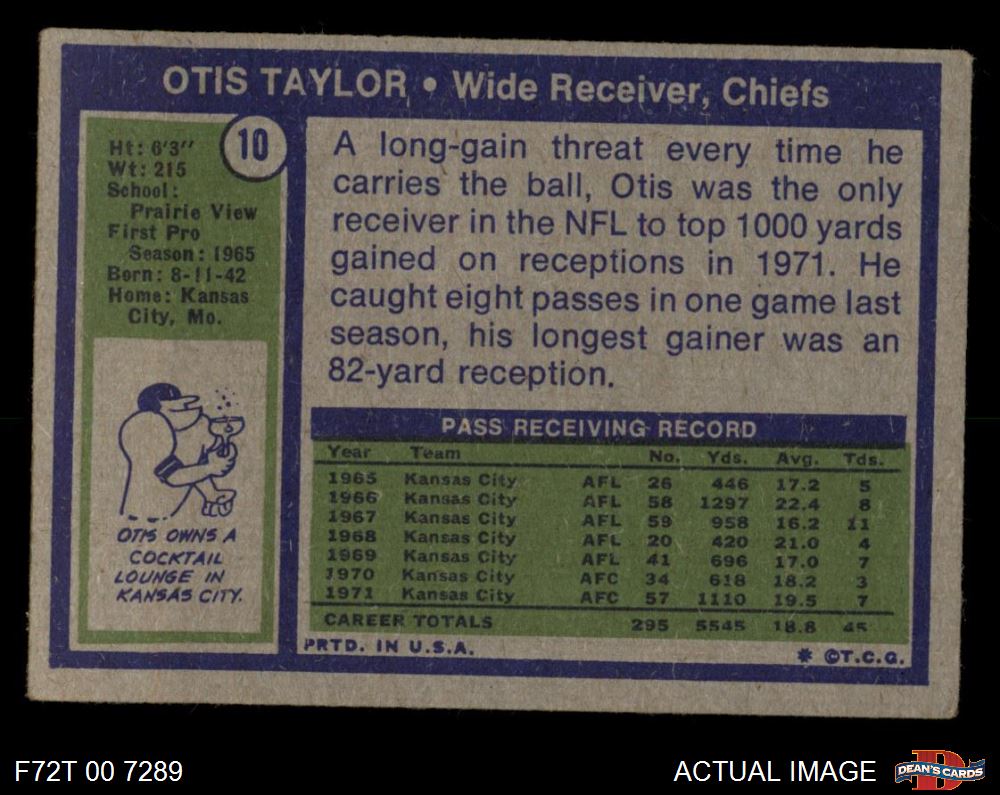 OTIS TAYLOR • Wide Receiver, Chiefs
10
Ht: 6'3''
Wt: 215
School:
Prairie View
First Pro
Season: 1965
Born: 8-11-42
Home: Kansas
City, Mo.
OTIS OWNS A
COCKTAIL
LOUNGE IN
KANSAS CITY.
A long-gain threat every time he
carries the ball, Otis was the only
receiver in the NFL to top 1000 yards
gained on receptions in 1971. He
caught eight passes in one game last
season, his longest gainer was an
82-yard reception.
PASS RECEIVING RECORD
Year Team No. Yds. Avg. Tds.
1965 Kansas City AFL 26 446 17.2 5
1966 Kansas City AFL 58 1297 22.4 8
1967 Kansas City AFL 59 958 16.2 11
1968 Kansas City AFL 20 420 21.0 4
1969 Kansas City AFL 41 696 17.0 7
1970 Kansas City AFC 34 618 18.2 3
1971 Kansas City AFC 57 1110 19.5 7
CAREER TOTALS 295 5545 18.8 45
PRTD. IN U.S.A.
* ©T.C.G.
F72T 00 7289
ACTUAL IMAGE
D
DEAN'S CARDS